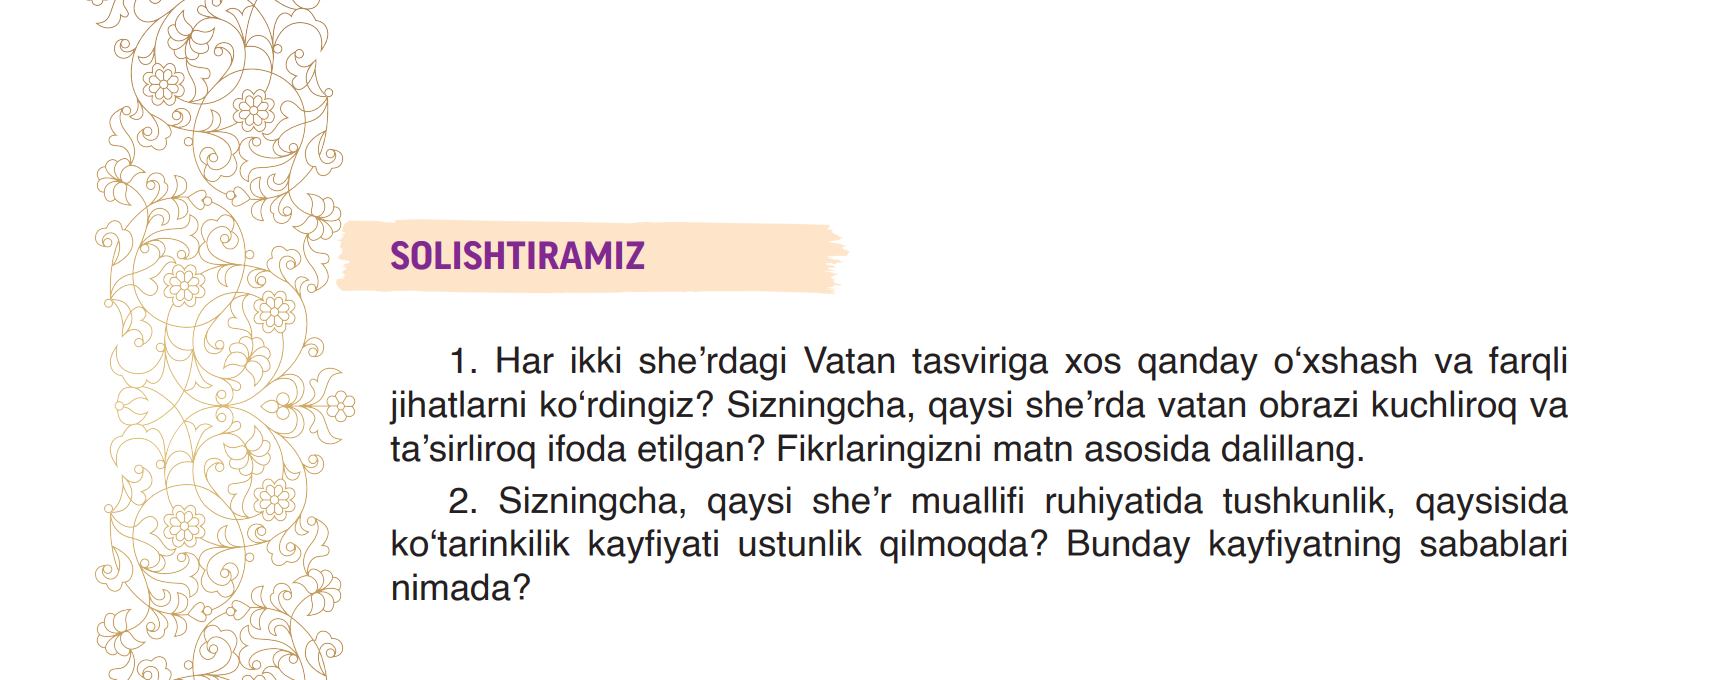 SOLISHTIRAMIZ
1. Har ikki she’rdagi Vatan tasviriga xos qanday o‘xshash va farqli
jihatlarni ko‘rdingiz? Sizningcha, qaysi she’rda vatan obrazi kuchliroq va
ta’sirliroq ifoda etilgan? Fikrlaringizni matn asosida dalillang.
2. Sizningcha, qaysi she’r muallifi ruhiyatida tushkunlik, qaysisida
ko‘tarinkilik kayfiyati ustunlik qilmoqda? Bunday kayfiyatning sabablari
nimada?